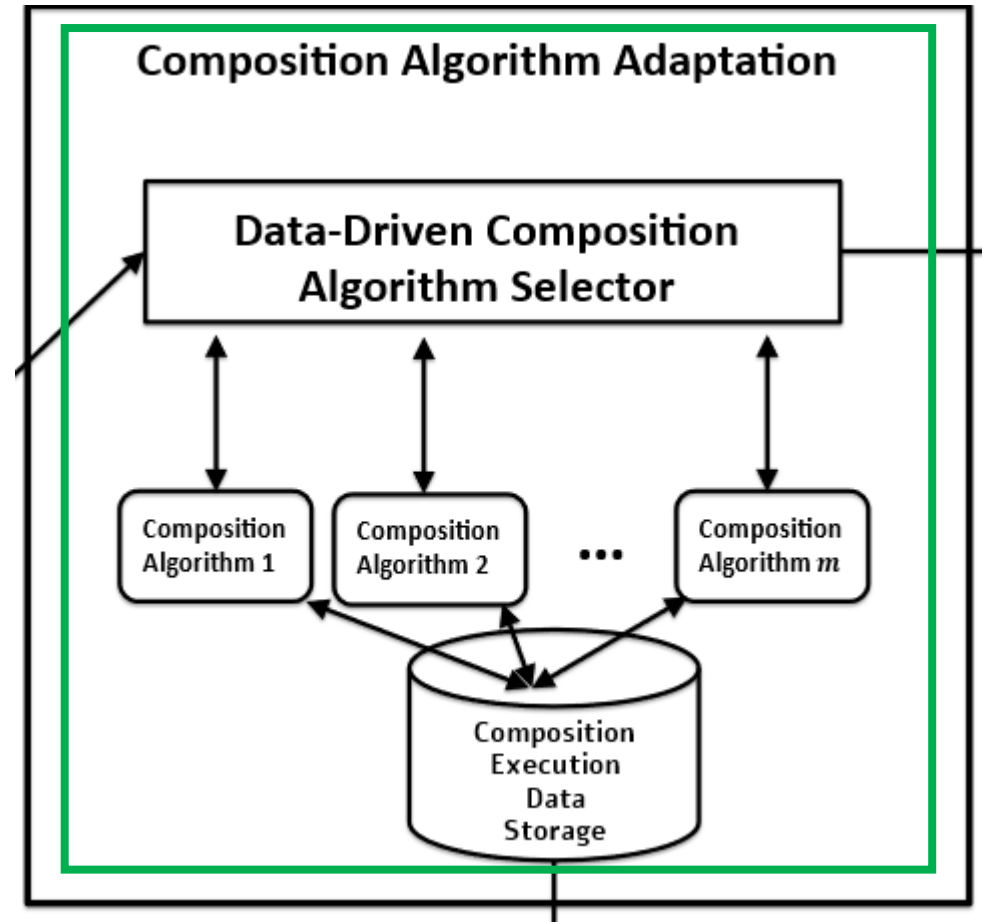 Composition Algorithm Adaptation
Data-Driven Composition
Algorithm Selector
Composition
Algorithm 1
Composition
Algorithm 2
...
Composition
Algorithm m
Composition
Execution
Data
Storage